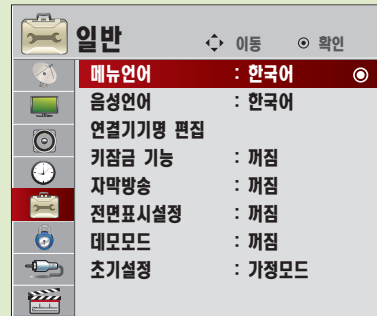 일반 이동 확인
메뉴언어 : 한국어
음성언어 : 한국어
연결기기명 편집
키잠금 기능 : 꺼짐
자막방송 : 꺼짐
전면표시설정 : 꺼짐
데모모드 : 꺼짐
초기설정 : 가정모드